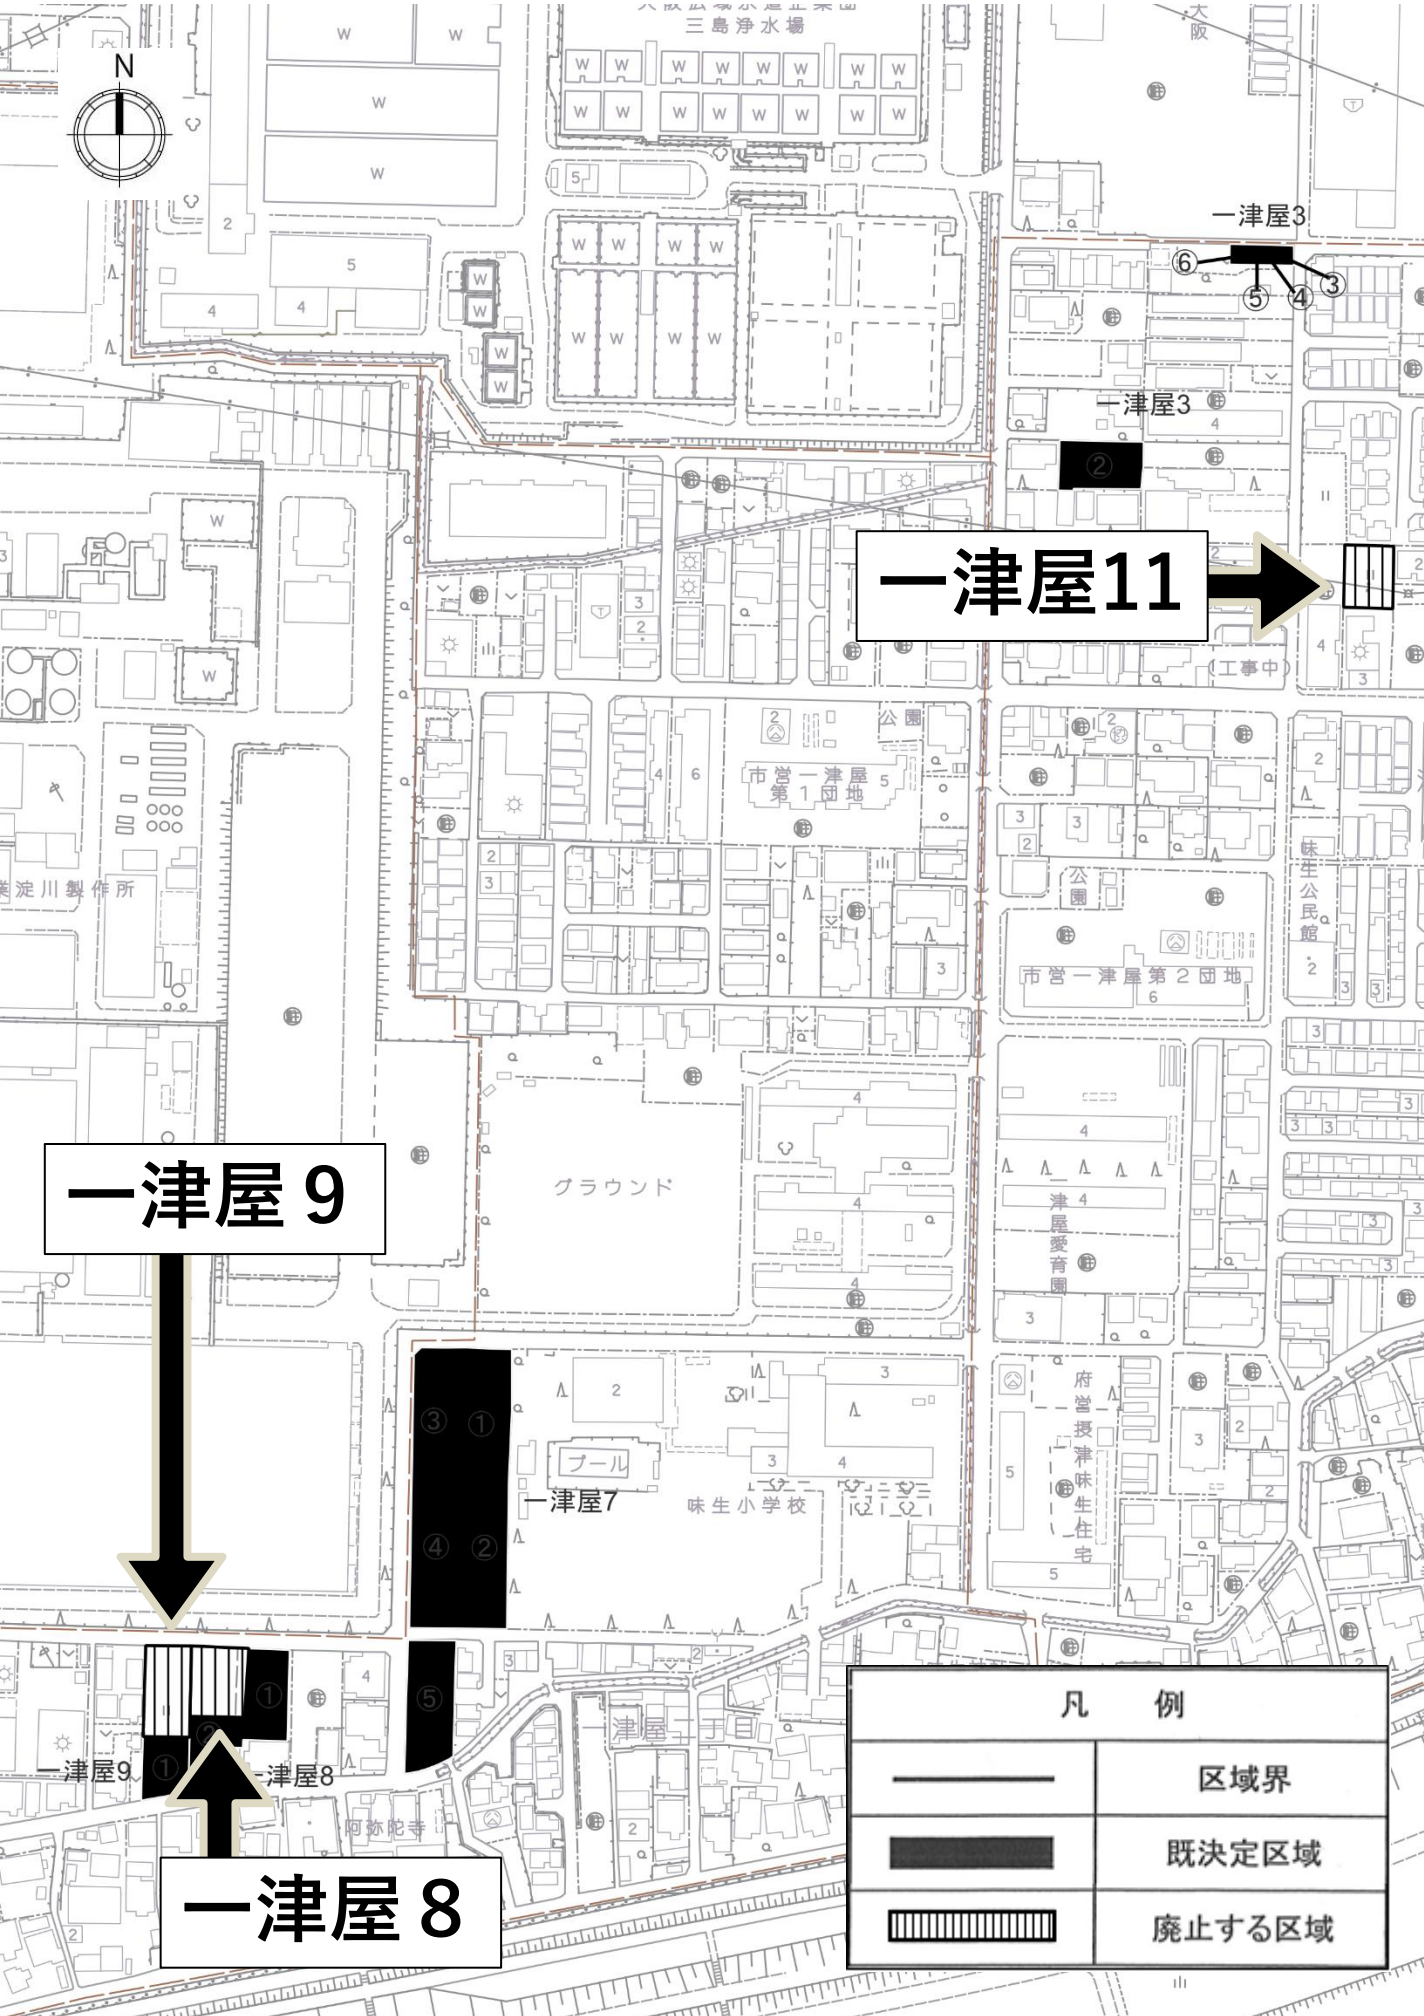 三島浄水場
大阪
N
一津屋3
⑥
⑤
④
③
一津屋3
②
一津屋11
(工事中)
公園
市営一津屋
第1団地
味生公民館
淀川製作所
公園
市営一津屋第2団地
グラウンド
一津屋愛育園
一津屋9
③ ①
④ ②
プール
一津屋7
味生小学校
府営摂津味生住宅
①
②
⑤
①
一津屋9
一津屋8
阿弥陀寺
一津屋8
凡 例
区域界
既決定区域
廃止する区域